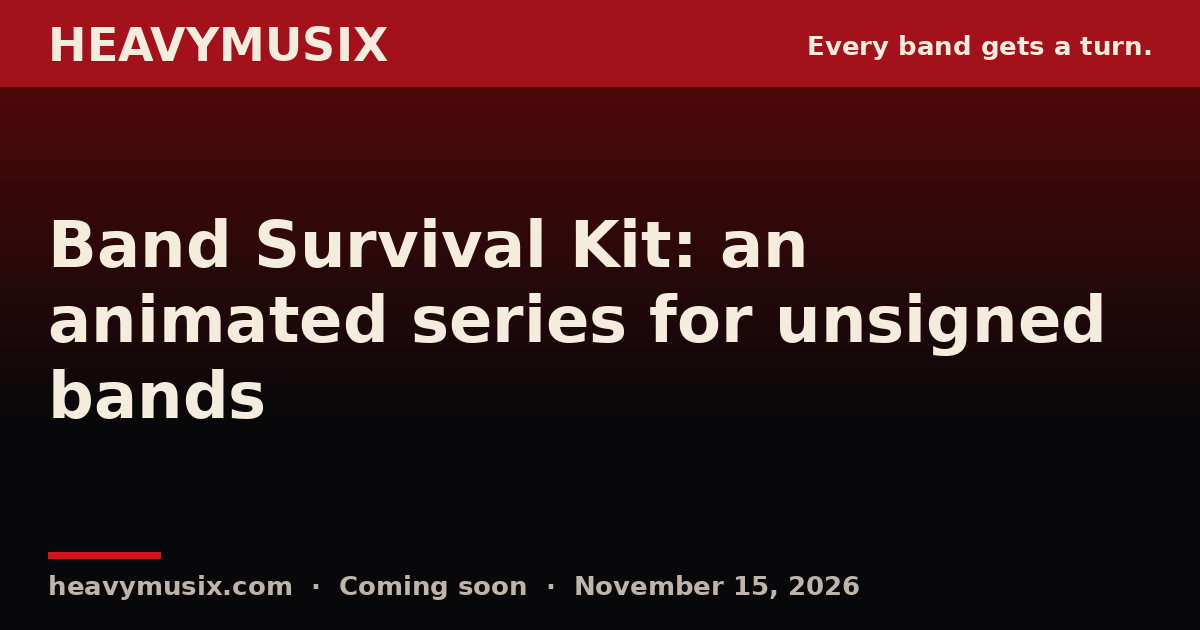 HEAVYMUSIX
Every band gets a turn.
Band Survival Kit: an
animated series for unsigned
bands
heavymusix.com · Coming soon · November 15, 2026